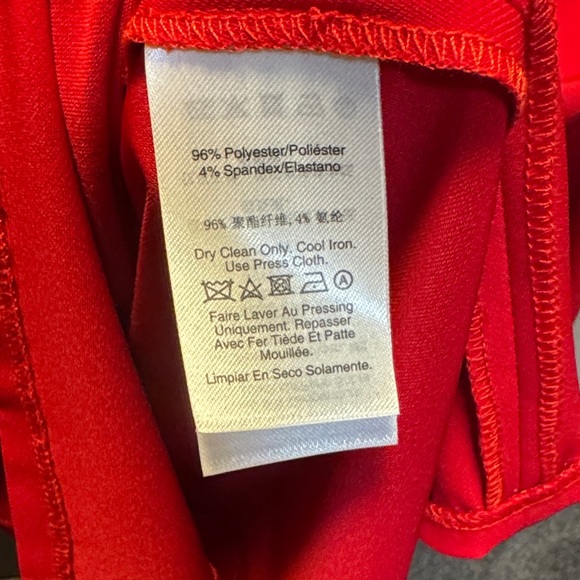 96% Polyester/Poliéster
4% Spandex/Elastano
96% 聚酯纤维, 4% 氨纶
Dry Clean Only. Cool Iron.
Use Press Cloth.
A
Faire Laver Au Pressing
Uniquement. Repasser
Avec Fer Tiède Et Patte
Mouillée.
Limpiar En Seco Solamente.